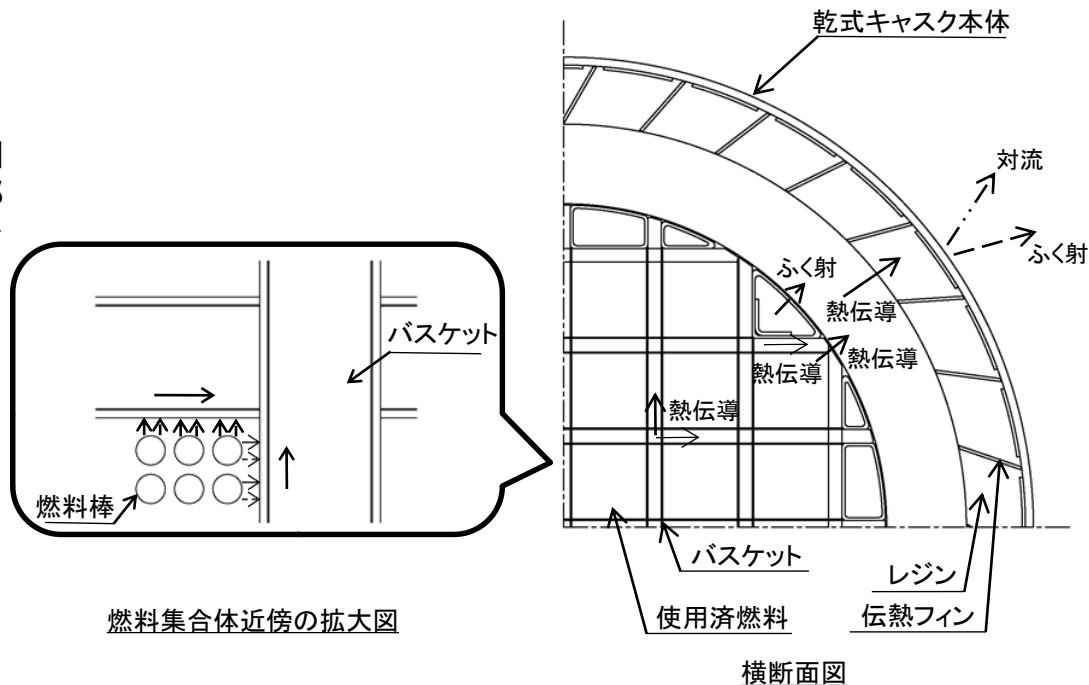 乾式キャスク本体
対流
ふく射
ふく射
熱伝導
熱伝導
熱伝導
熱伝導
バスケット
燃料棒
バスケット
レジン
使用済燃料
伝熱フィン
燃料集合体近傍の拡大図
横断面図